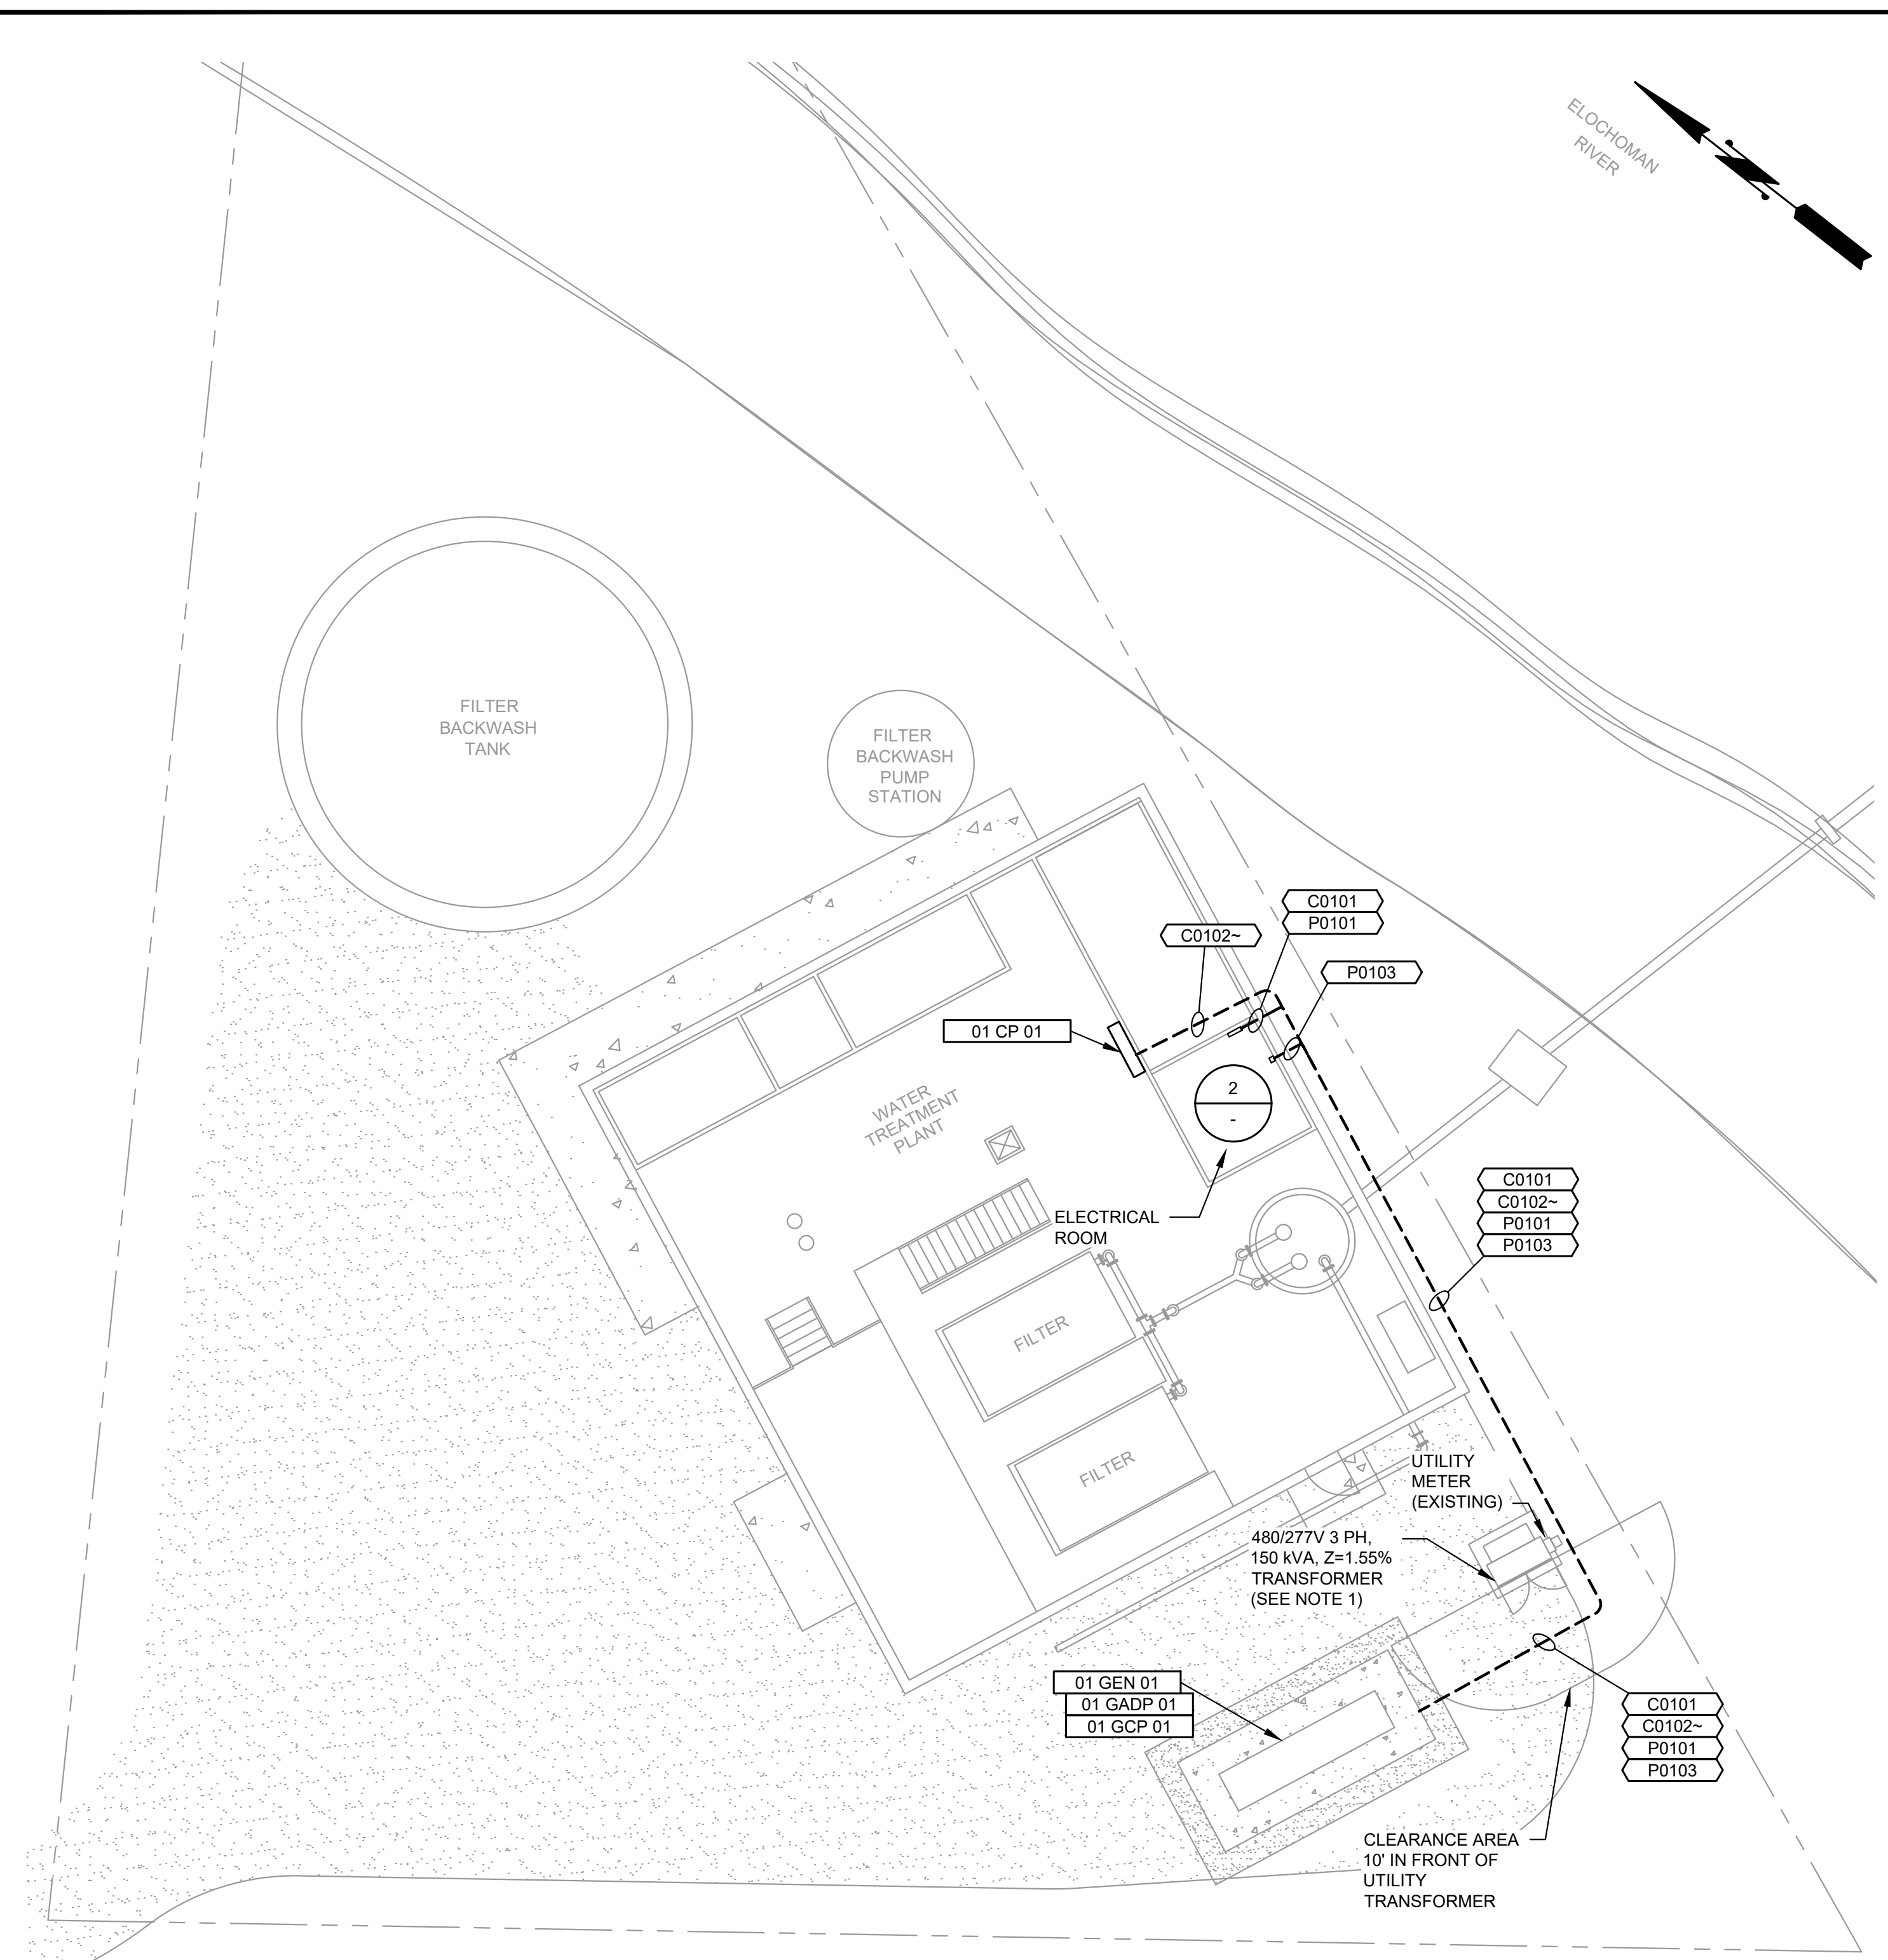 ELOCHOMAN
RIVER
FILTER
BACKWASH
TANK
FILTER
BACKWASH
PUMP
STATION
C0101
P0101
C0102~
P0103
01 CP 01
2
-
WATER
TREATMENT
PLANT
C0101
C0102~
P0101
P0103
ELECTRICAL
ROOM
FILTER
FILTER
UTILITY
METER
(EXISTING)
480/277V 3 PH,
150 kVA, Z=1.55%
TRANSFORMER
(SEE NOTE 1)
01 GEN 01
01 GADP 01
01 GCP 01
C0101
C0102~
P0101
P0103
CLEARANCE AREA
10' IN FRONT OF
UTILITY
TRANSFORMER